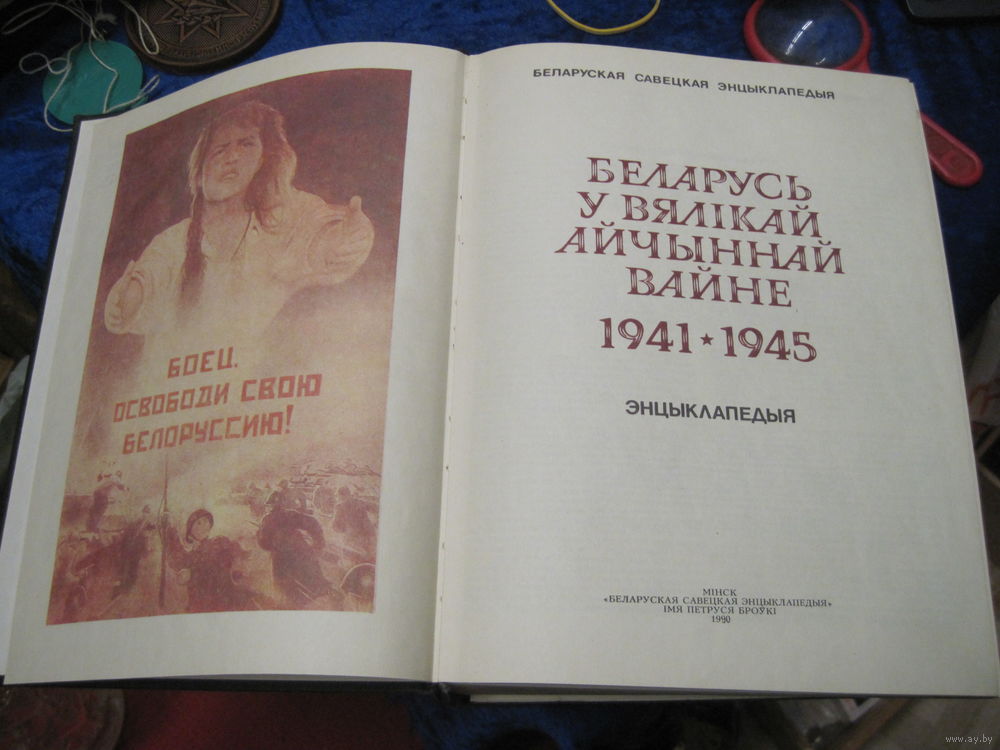 БОЕЦ,
ОСВОБОДИ СВОЮ
БЕЛОРУССИЮ!
БЕЛАРУСКАЯ САВЕЦКАЯ ЭНЦЫКЛАПЕДЫЯ
БЕЛАРУСЬ
У ВЯЛІКАЙ
АЙЧЫННАЙ
ВАЙНЕ
1941★1945
ЭНЦЫКЛАПЕДЫЯ
МІНСК
«БЕЛАРУСКАЯ САВЕЦКАЯ ЭНЦЫКЛАПЕДЫЯ»
ІМЯ ПЕТРУСЯ БРОЎКІ
1990
www.ay.by